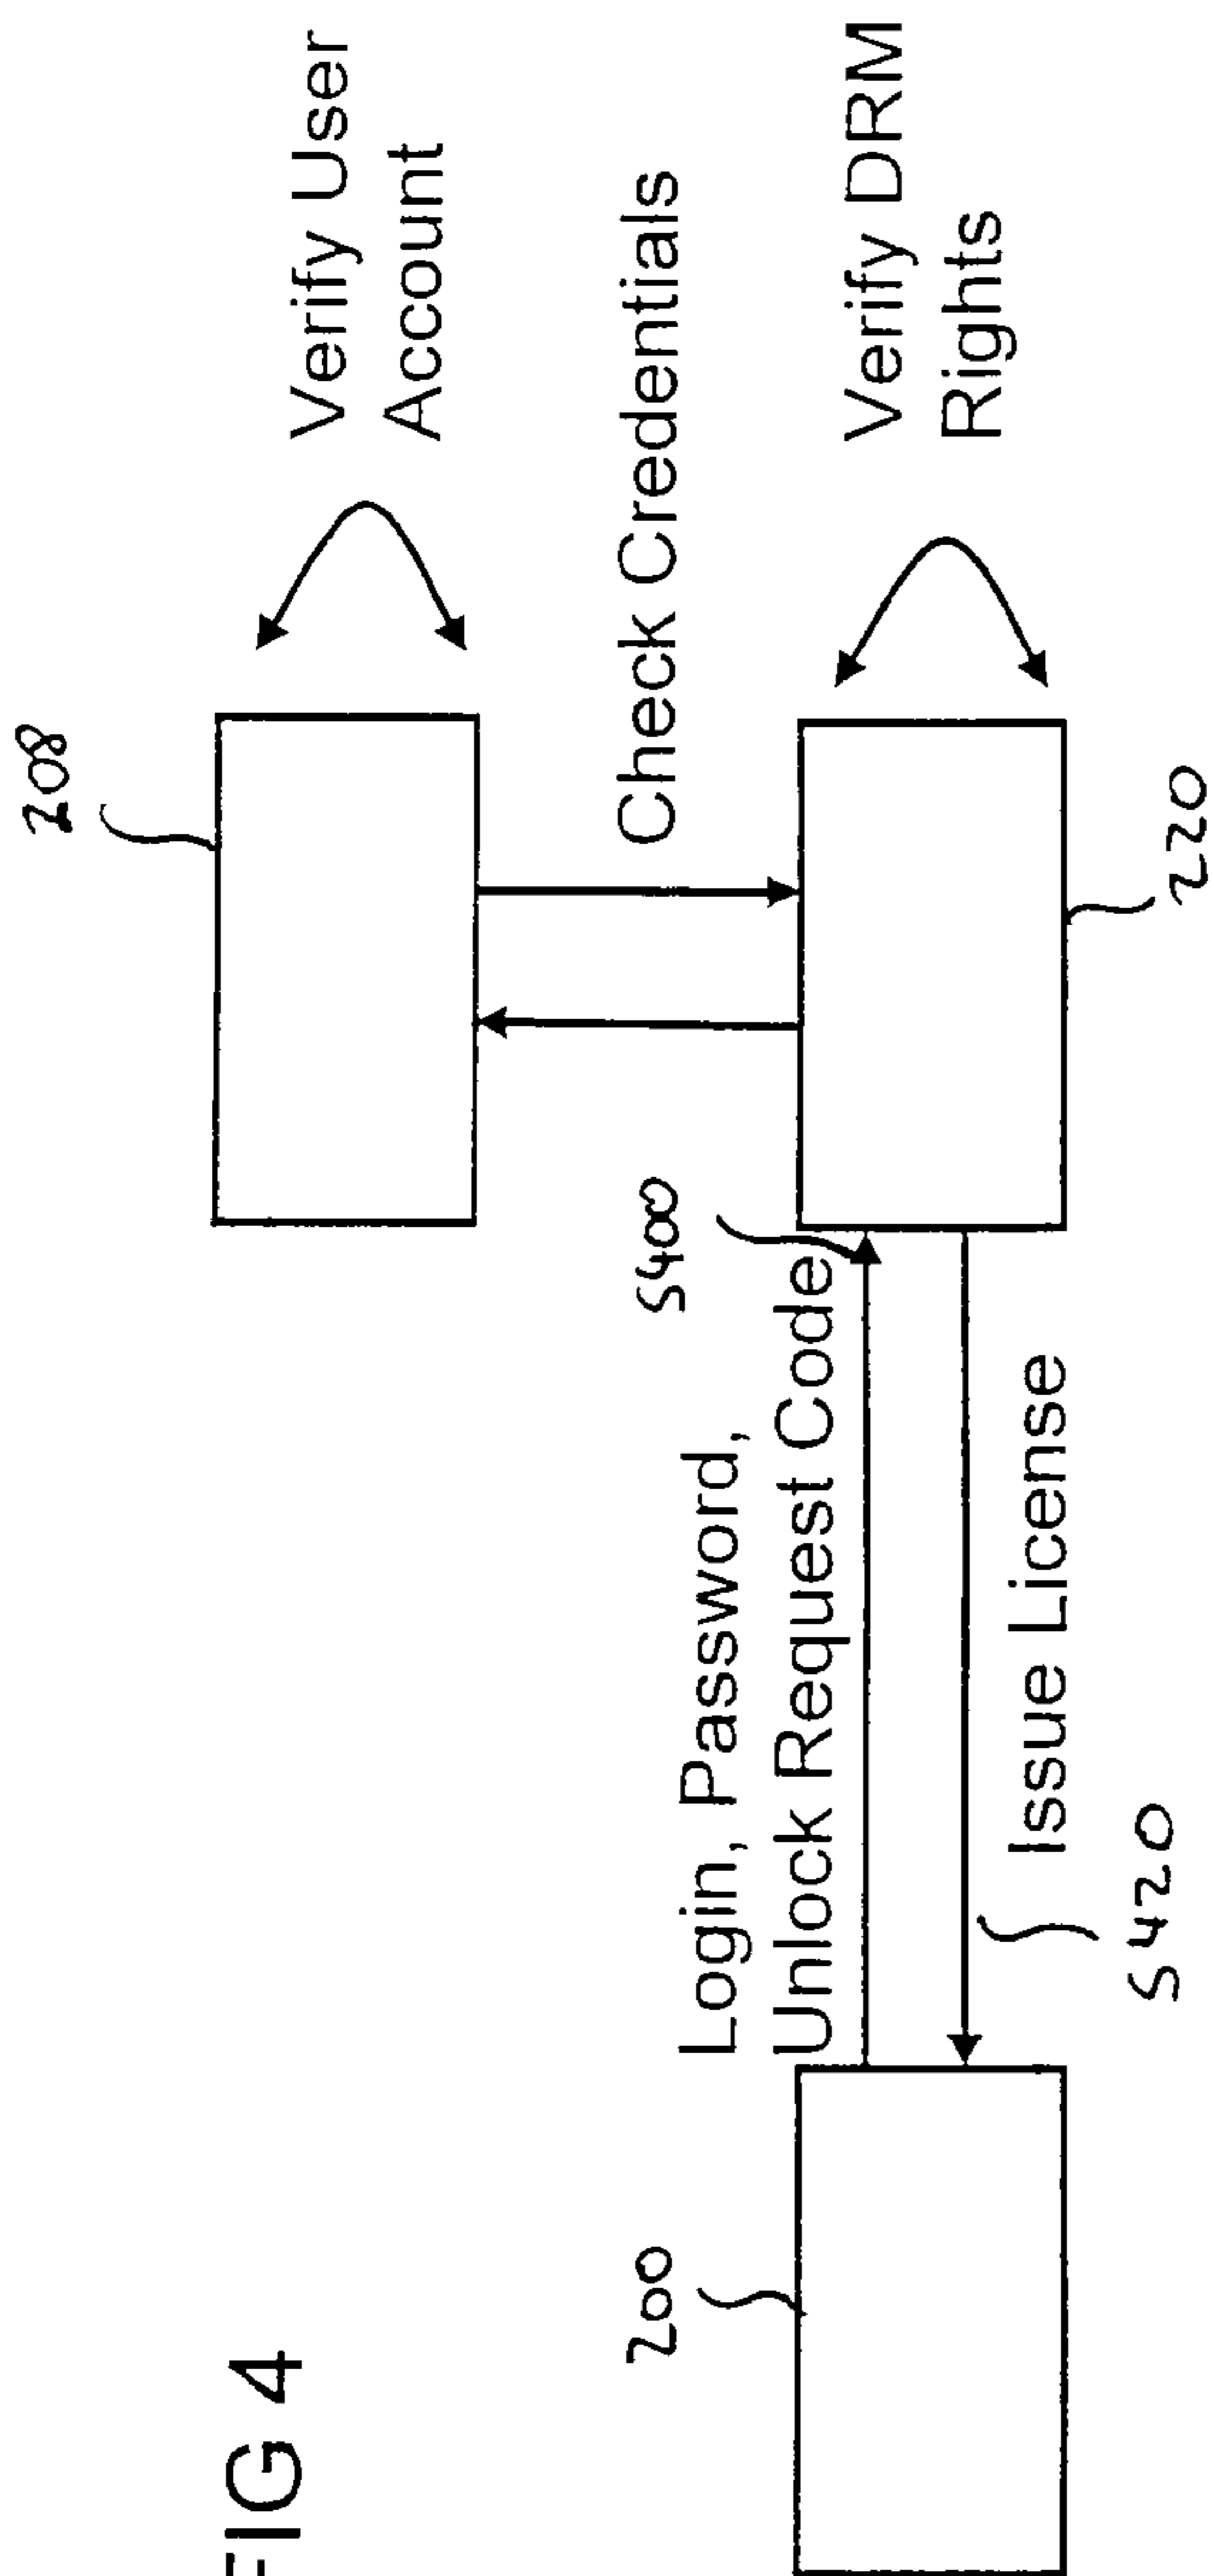 FIG 4
208
Verify User
Account
Check Credentials
S400
Login, Password,
Unlock Request Code
200
Verify DRM
Rights
Issue License
S420
220